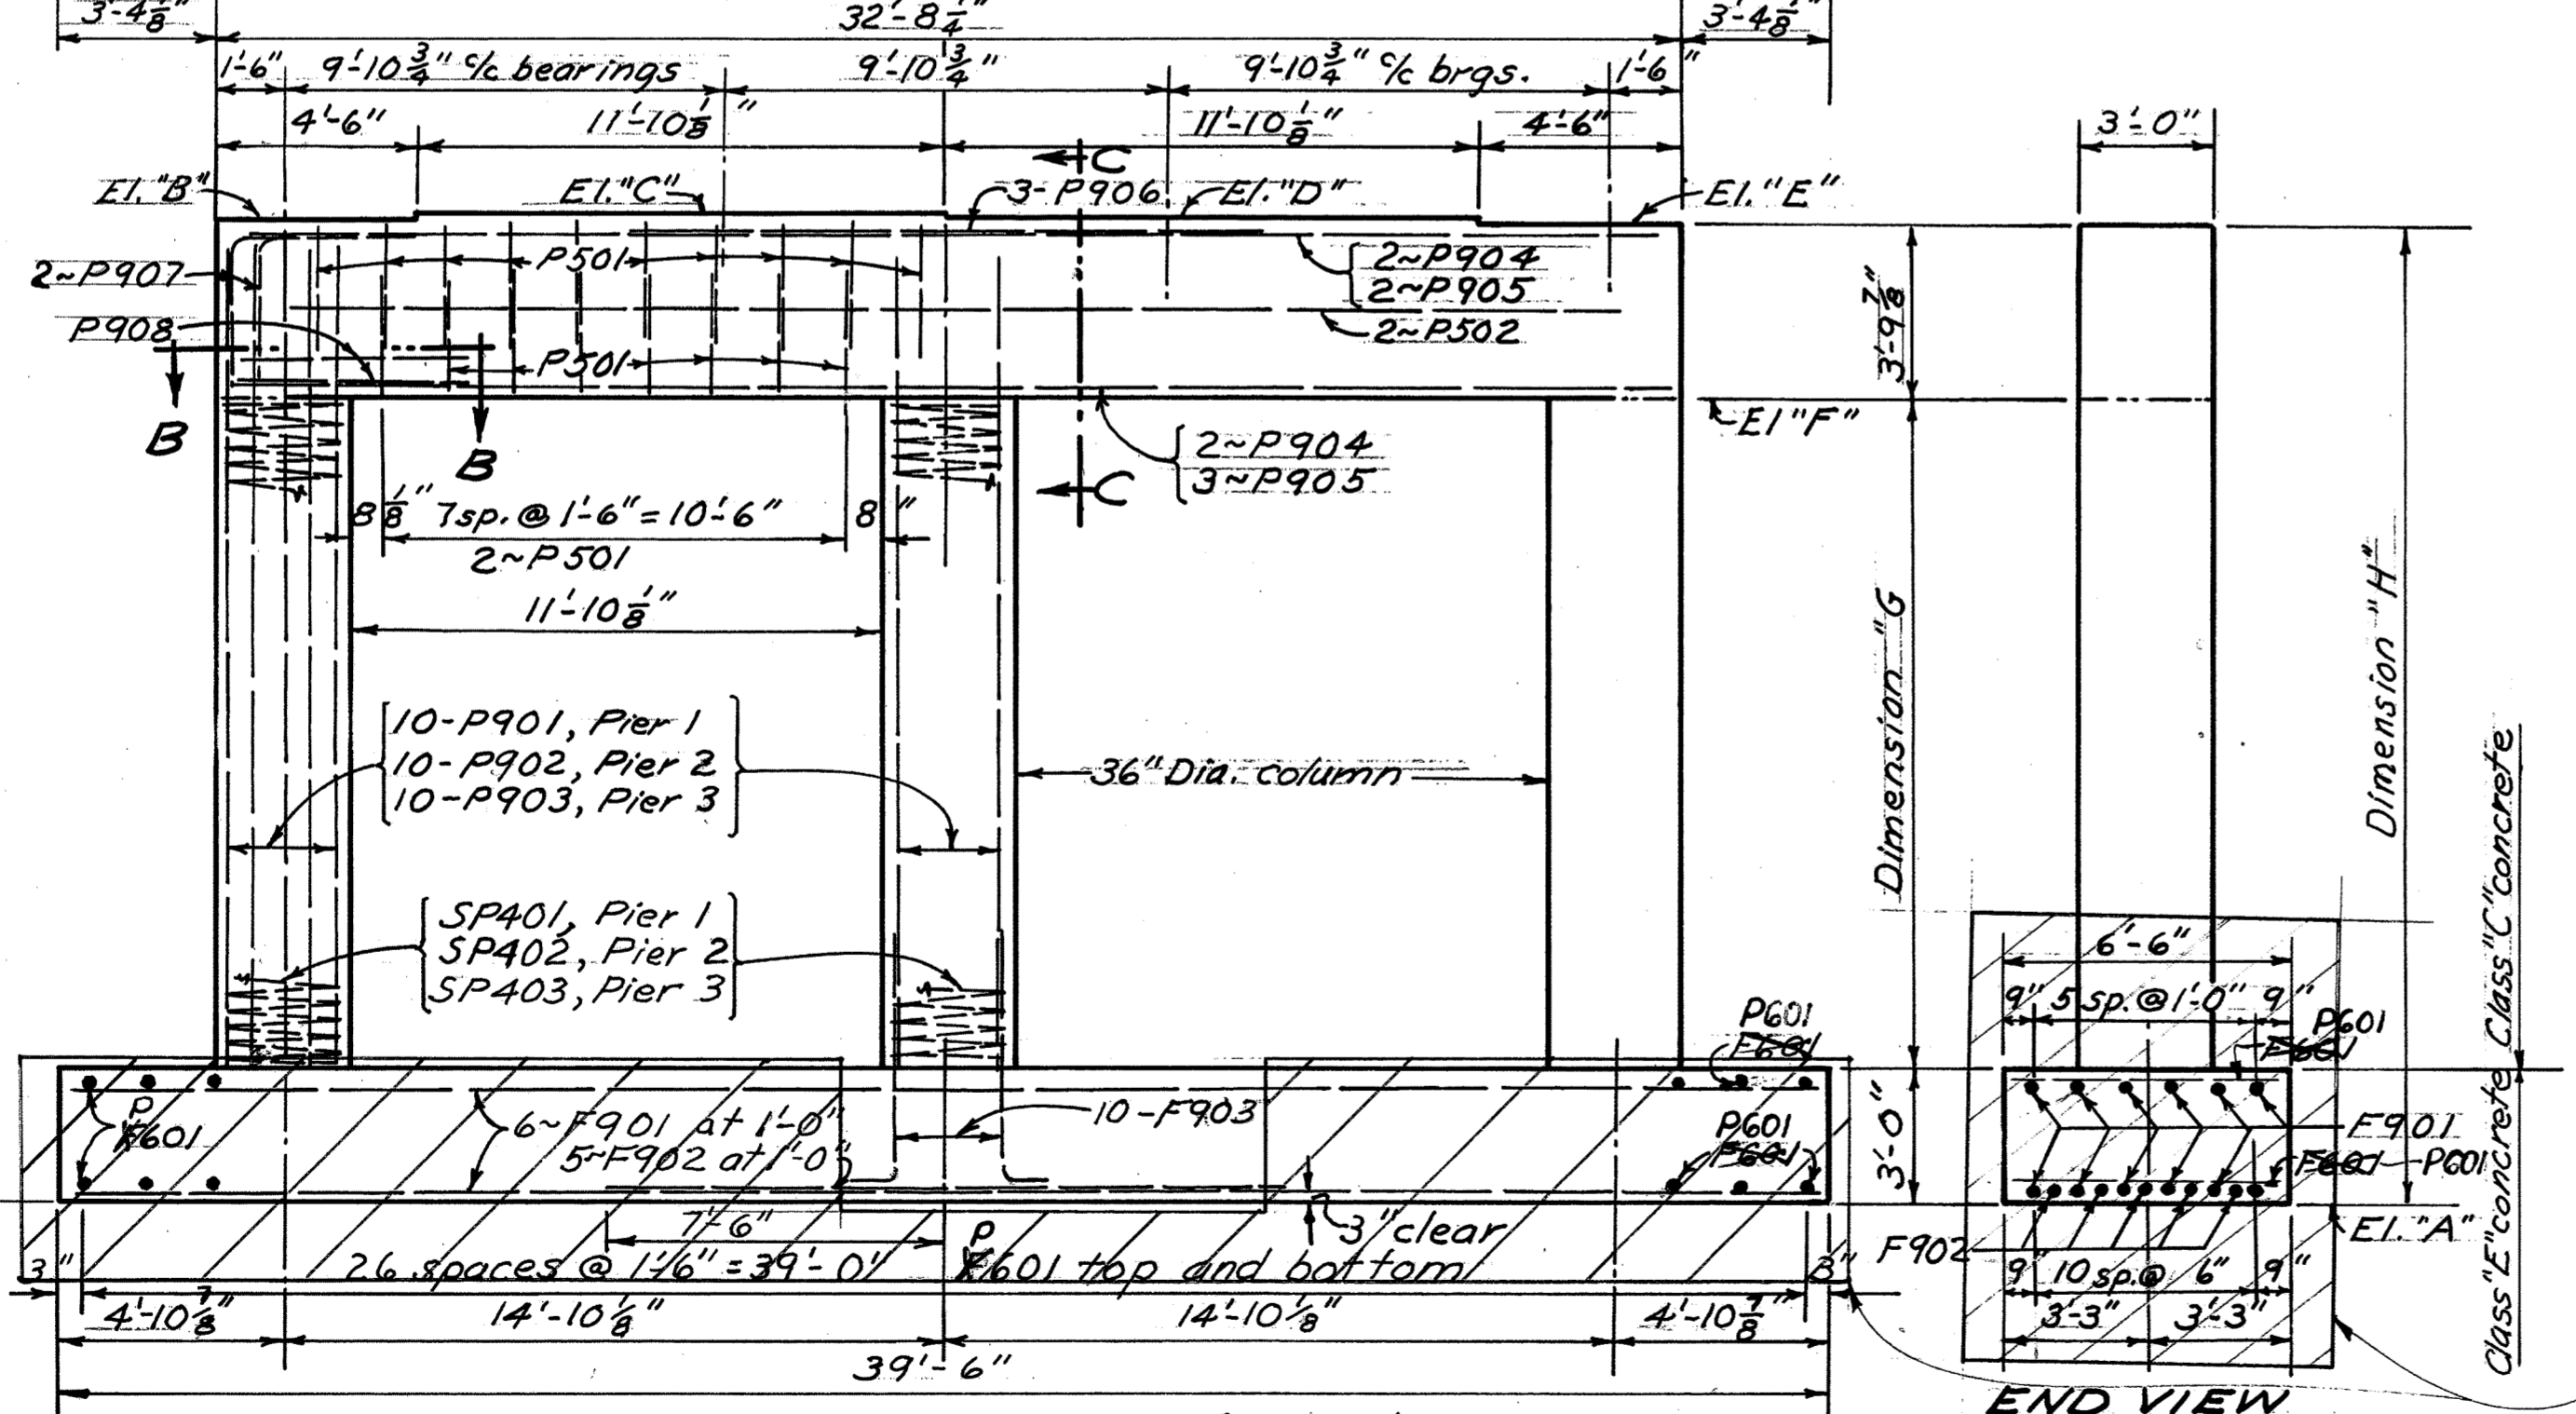 3'-4 1/8" 32'-8 1/4" 3'-4 1/8"
1'-6" 9'-10 3/4" c/c bearings 9'-10 3/4" 9'-10 3/4" c/c brgs. 1'-6"
4'-6" 11'-10 1/8" 11'-10 1/8" 4'-6" 3'-0"
C
El. "B" El. "C" 3-P906 El. "D" El. "E"
2~P907 P501 2~P904
2~P905
P908 2~P502 3'-9 7/8"
P501
B B El "F"
2~P904
3~P905
C
8 1/8" 7 sp. @ 1'-6" = 10'-6" 8"
2~P501
11'-10 1/8"
Dimension "G
Dimension "H"
10-P901, Pier 1
10-P902, Pier 2
10-P903, Pier 3
36" Dia. column
SP401, Pier 1
SP402, Pier 2
SP403, Pier 3
Class "C" concrete
6'-6"
9" 5 sp. @ 1'-0" 9"
P601 P601
F601 F601
P
F601
6~F901 at 1'-0" 10-F903
5~F902 at 1'-0"
P601
F601
3'-0"
F901
F601 P601
Class "E" concrete
7'-6" 3" clear El. "A"
P
3" 26 spaces @ 1'-6" = 39'-0" F601 top and bottom 3" F902
9" 10 sp. @ 6" 9"
4'-10 7/8" 14'-10 1/8" 14'-10 1/8" 4'-10 7/8" 3'-3" 3'-3"
39'-6"
END VIEW